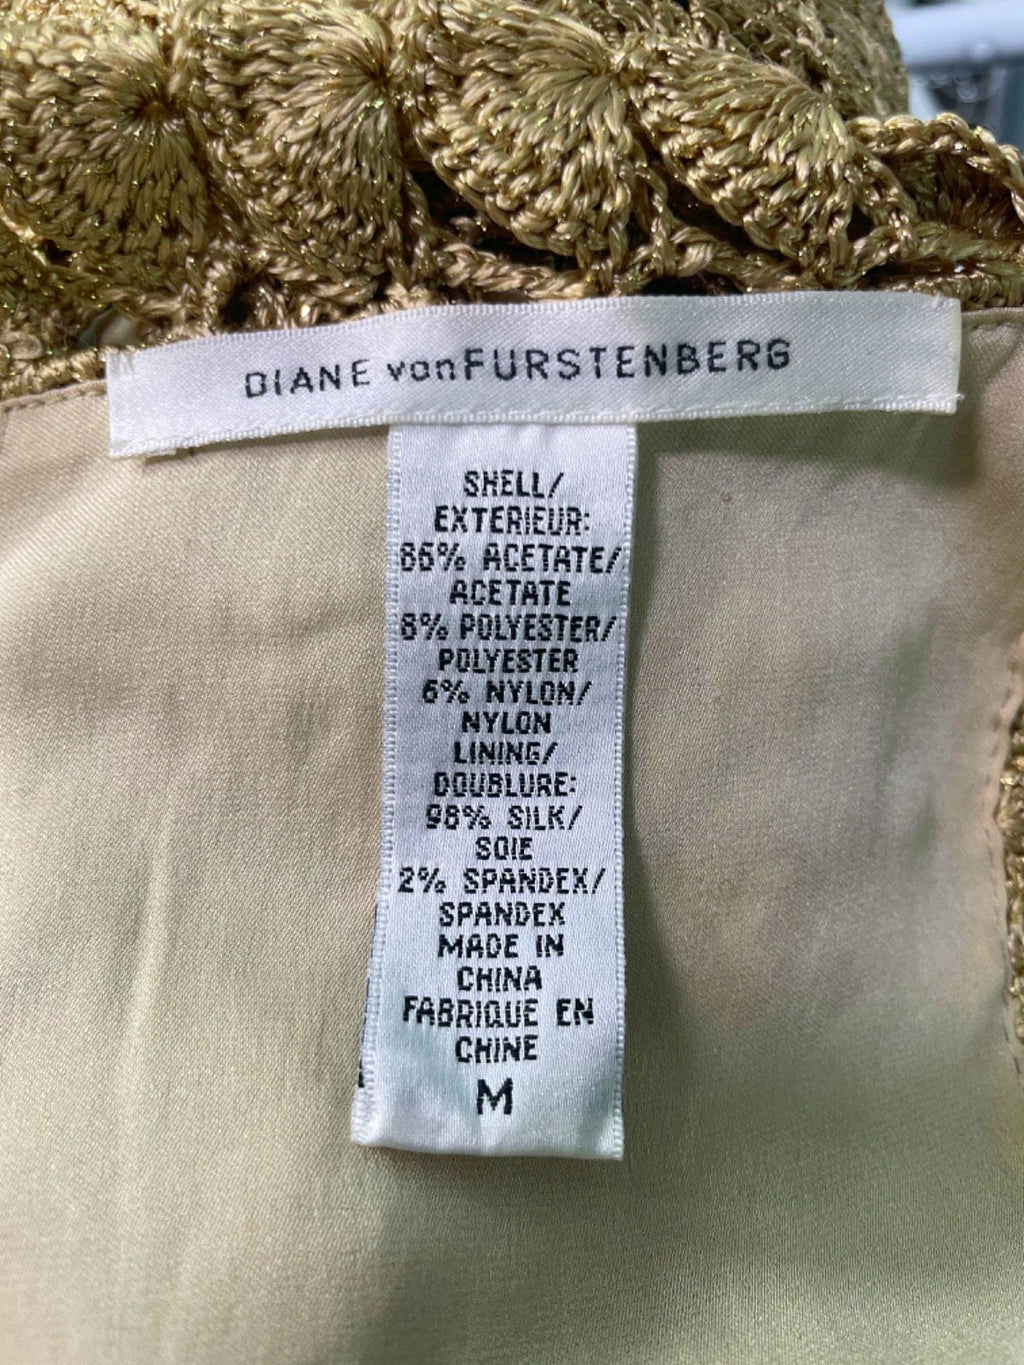 DIANE vonFURSTENBERG
SHELL/
EXTERIEUR:
86% ACETATE/
ACETATE
8% POLYESTER/
POLYESTER
6% NYLON/
NYLON
LINING/
DOUBLURE:
98% SILK/
SOIE
2% SPANDEX/
SPANDEX
MADE IN
CHINA
FABRIQUE EN
CHINE
M